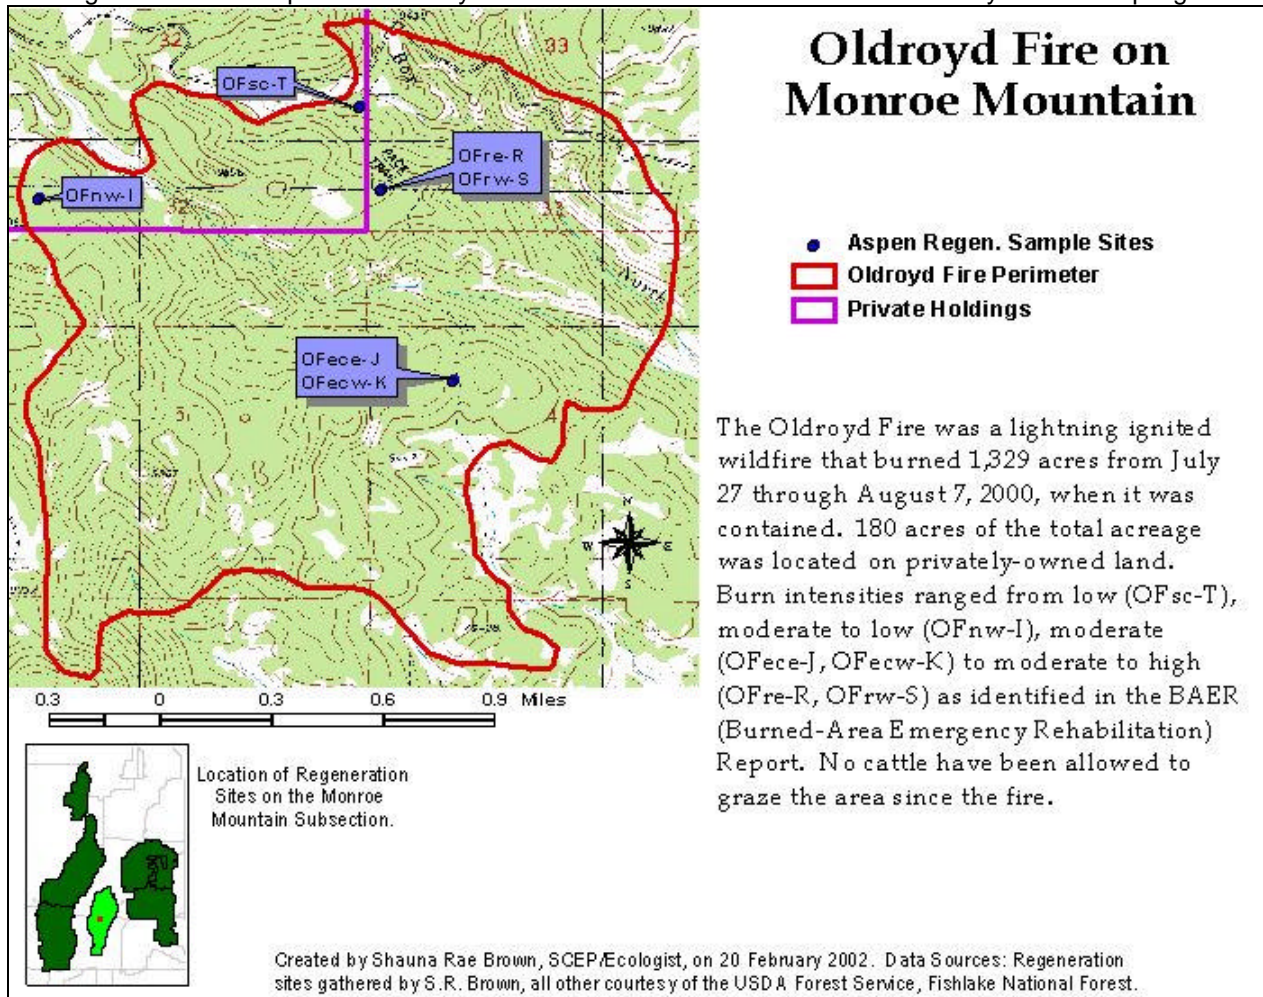 Oldroyd Fire on
Monroe Mountain
32
33
OFsc-T
PACK
OFre-R
OFrw-S
OFnw-I
32
33
Aspen Regen. Sample Sites
Oldroyd Fire Perimeter
Private Holdings
OFece-J
OFecw-K
5
4
N
W
E
S
The Oldroyd Fire was a lightning ignited
wildfire that burned 1,329 acres from July
27 through August 7, 2000, when it was
contained. 180 acres of the total acreage
was located on privately-owned land.
Burn intensities ranged from low (OFsc-T),
moderate to low (OFnw-I), moderate
(OFece-J, OFecw-K) to moderate to high
(OFre-R, OFrw-S) as identified in the BAER
(Burned-Area Emergency Rehabilitation)
Report. No cattle have been allowed to
graze the area since the fire.
0.3 0 0.3 0.6 0.9 Miles
Location of Regeneration
Sites on the Monroe
Mountain Subsection.
Created by Shauna Rae Brown, SCEP/Ecologist, on 20 February 2002. Data Sources: Regeneration
sites gathered by S.R. Brown, all other courtesy of the USDA Forest Service, Fishlake National Forest.